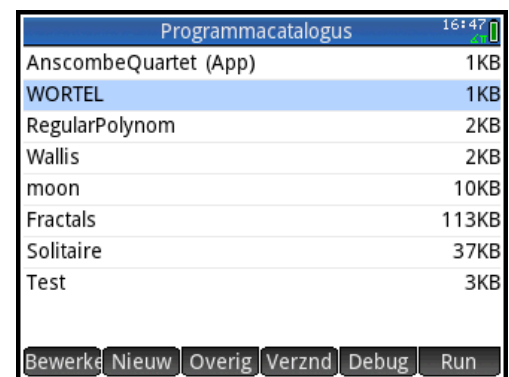 Programmacatalogus 16:47
∡π
AnscombeQuartet (App) 1KB
WORTEL 1KB
RegularPolynom 2KB
Wallis 2KB
moon 10KB
Fractals 113KB
Solitaire 37KB
Test 3KB
Bewerke Nieuw Overig Verznd Debug Run